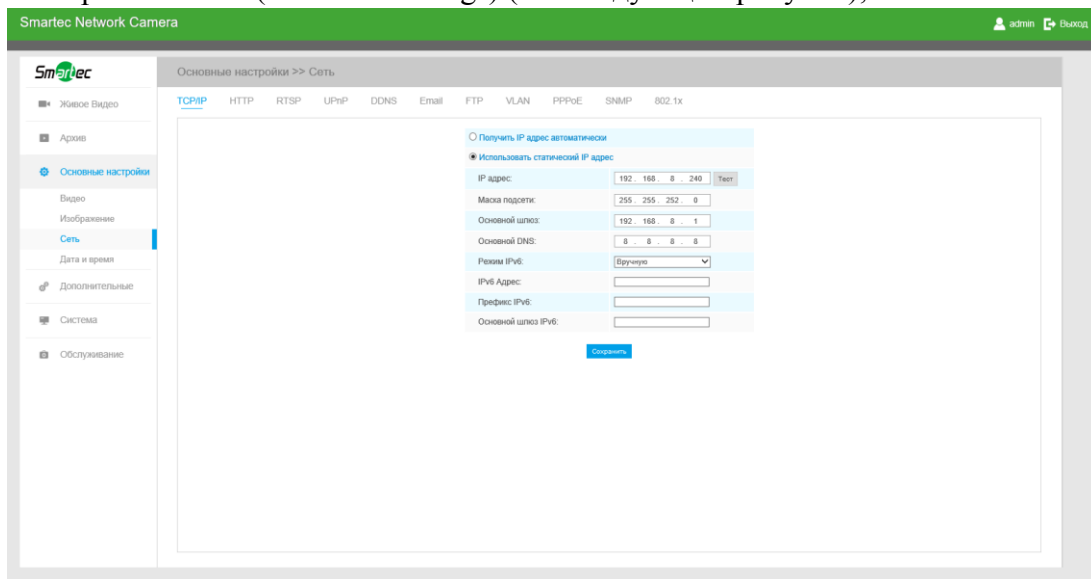 Smartec Network Camera
admin Выход
Smartec
Основные настройки >> Сеть
Живое Видео
Архив
Основные настройки
Видео
Изображение
Сеть
Дата и время
Дополнительные
Система
Обслуживание
TCP/IP HTTP RTSP UPnP DDNS Email FTP VLAN PPPoE SNMP 802.1x
Получить IP адрес автоматически
Использовать статический IP адрес
IP адрес: 192 . 168 . 8 . 240 Тест
Маска подсети: 255 . 255 . 252 . 0
Основной шлюз: 192 . 168 . 8 . 1
Основной DNS: 8 . 8 . 8 . 8
Режим IPv6: Вручную
IPv6 Адрес:
Префикс IPv6:
Основной шлюз IPv6:
Сохранить